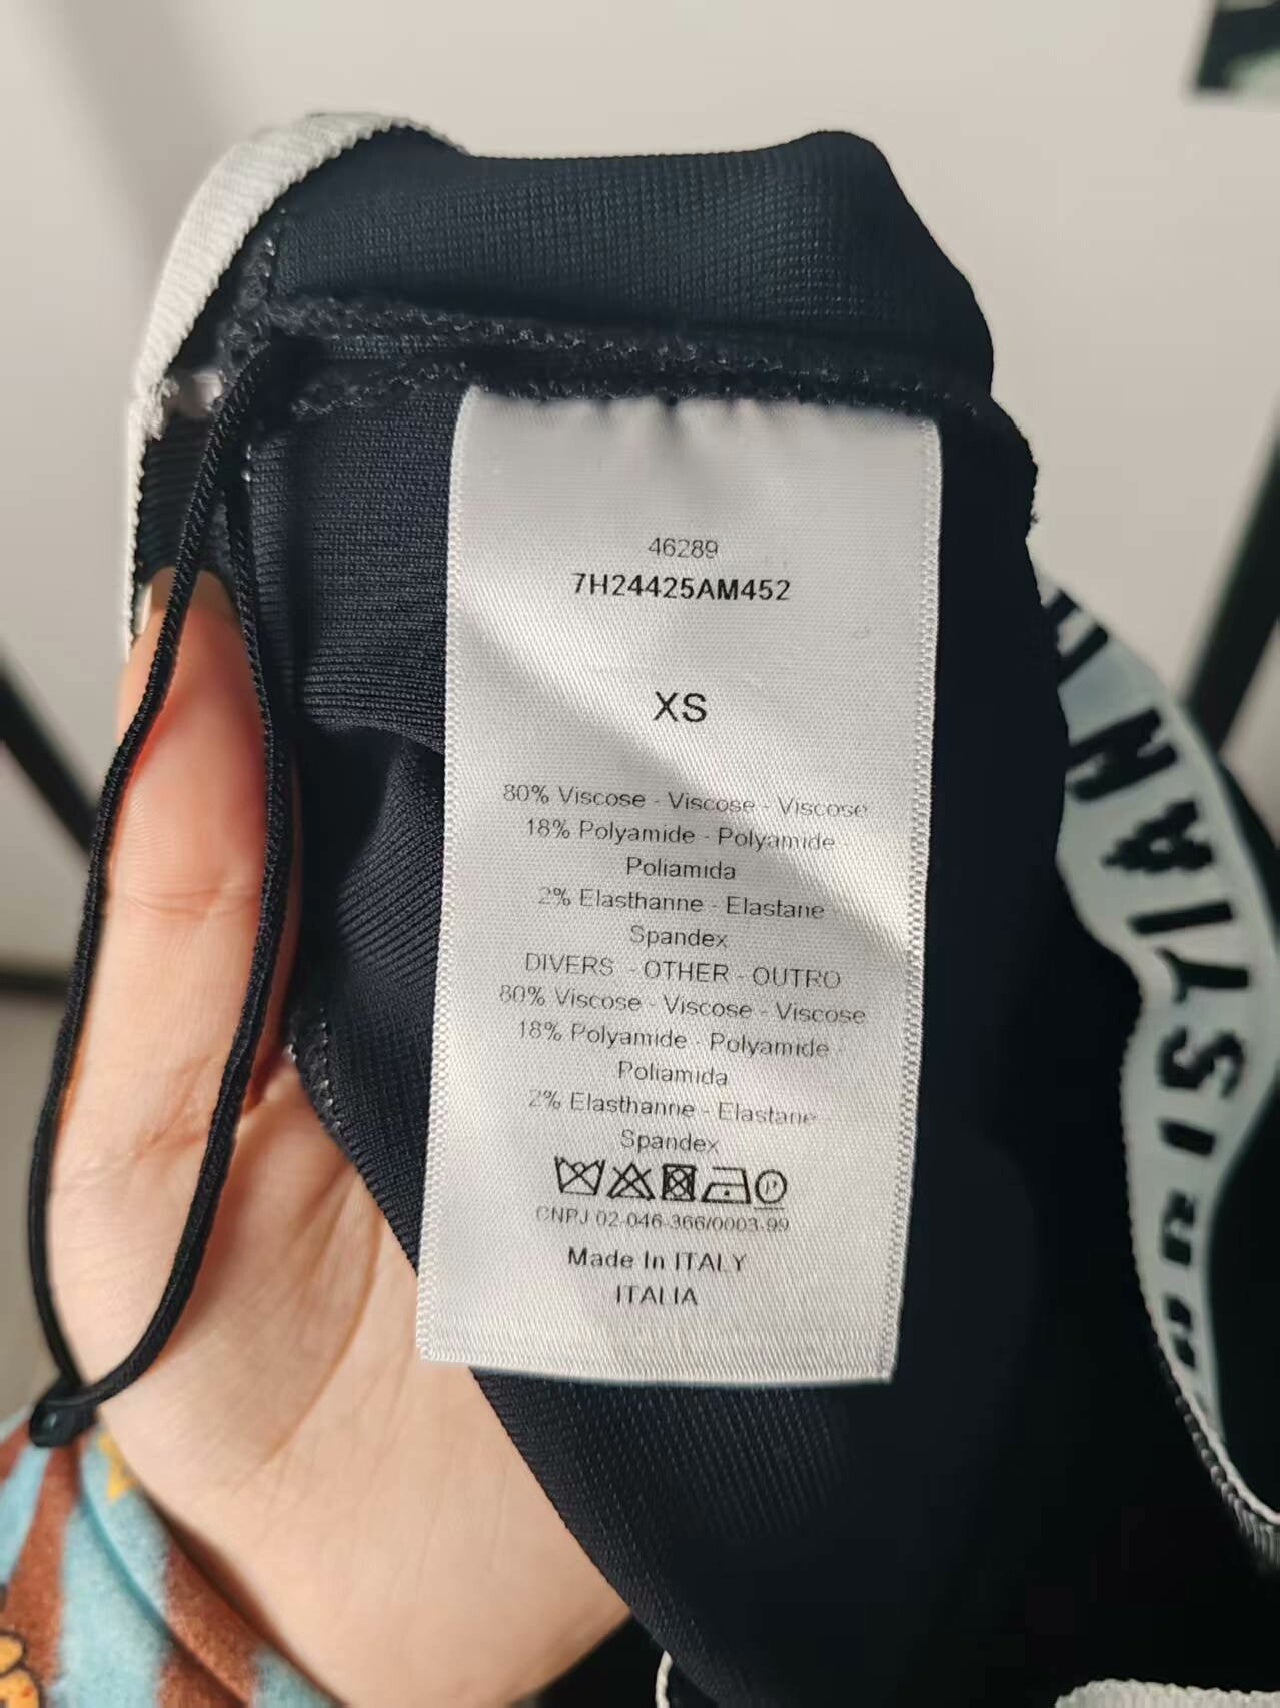 46289
7H24425AM452
XS
80% Viscose - Viscose - Viscose
18% Polyamide - Polyamide -
Poliamida
2% Elasthanne - Elastane -
Spandex
DIVERS - OTHER - OUTRO
80% Viscose - Viscose - Viscose
18% Polyamide - Polyamide -
Poliamida
2% Elasthanne - Elastane -
Spandex
P
CNPJ 02-046-366/0003-99
Made In ITALY
ITALIA